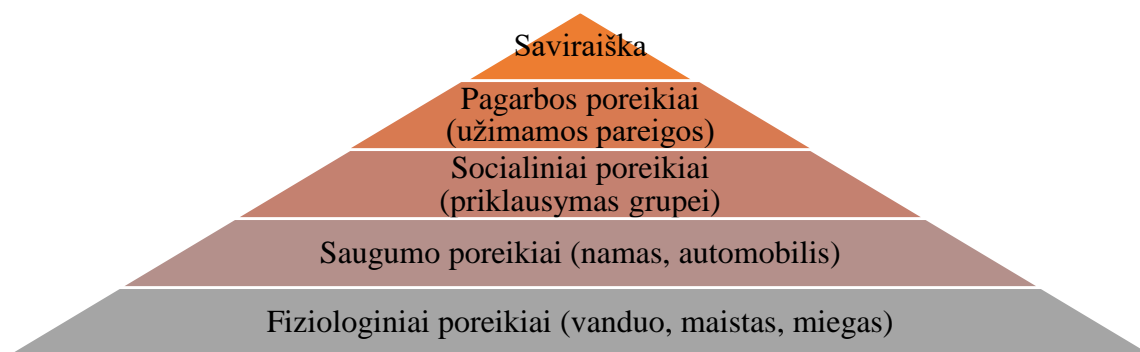 Saviraiška
Pagarbos poreikiai
(užimamos pareigos)
Socialiniai poreikiai
(priklausymas grupei)
Saugumo poreikiai (namas, automobilis)
Fiziologiniai poreikiai (vanduo, maistas, miegas)